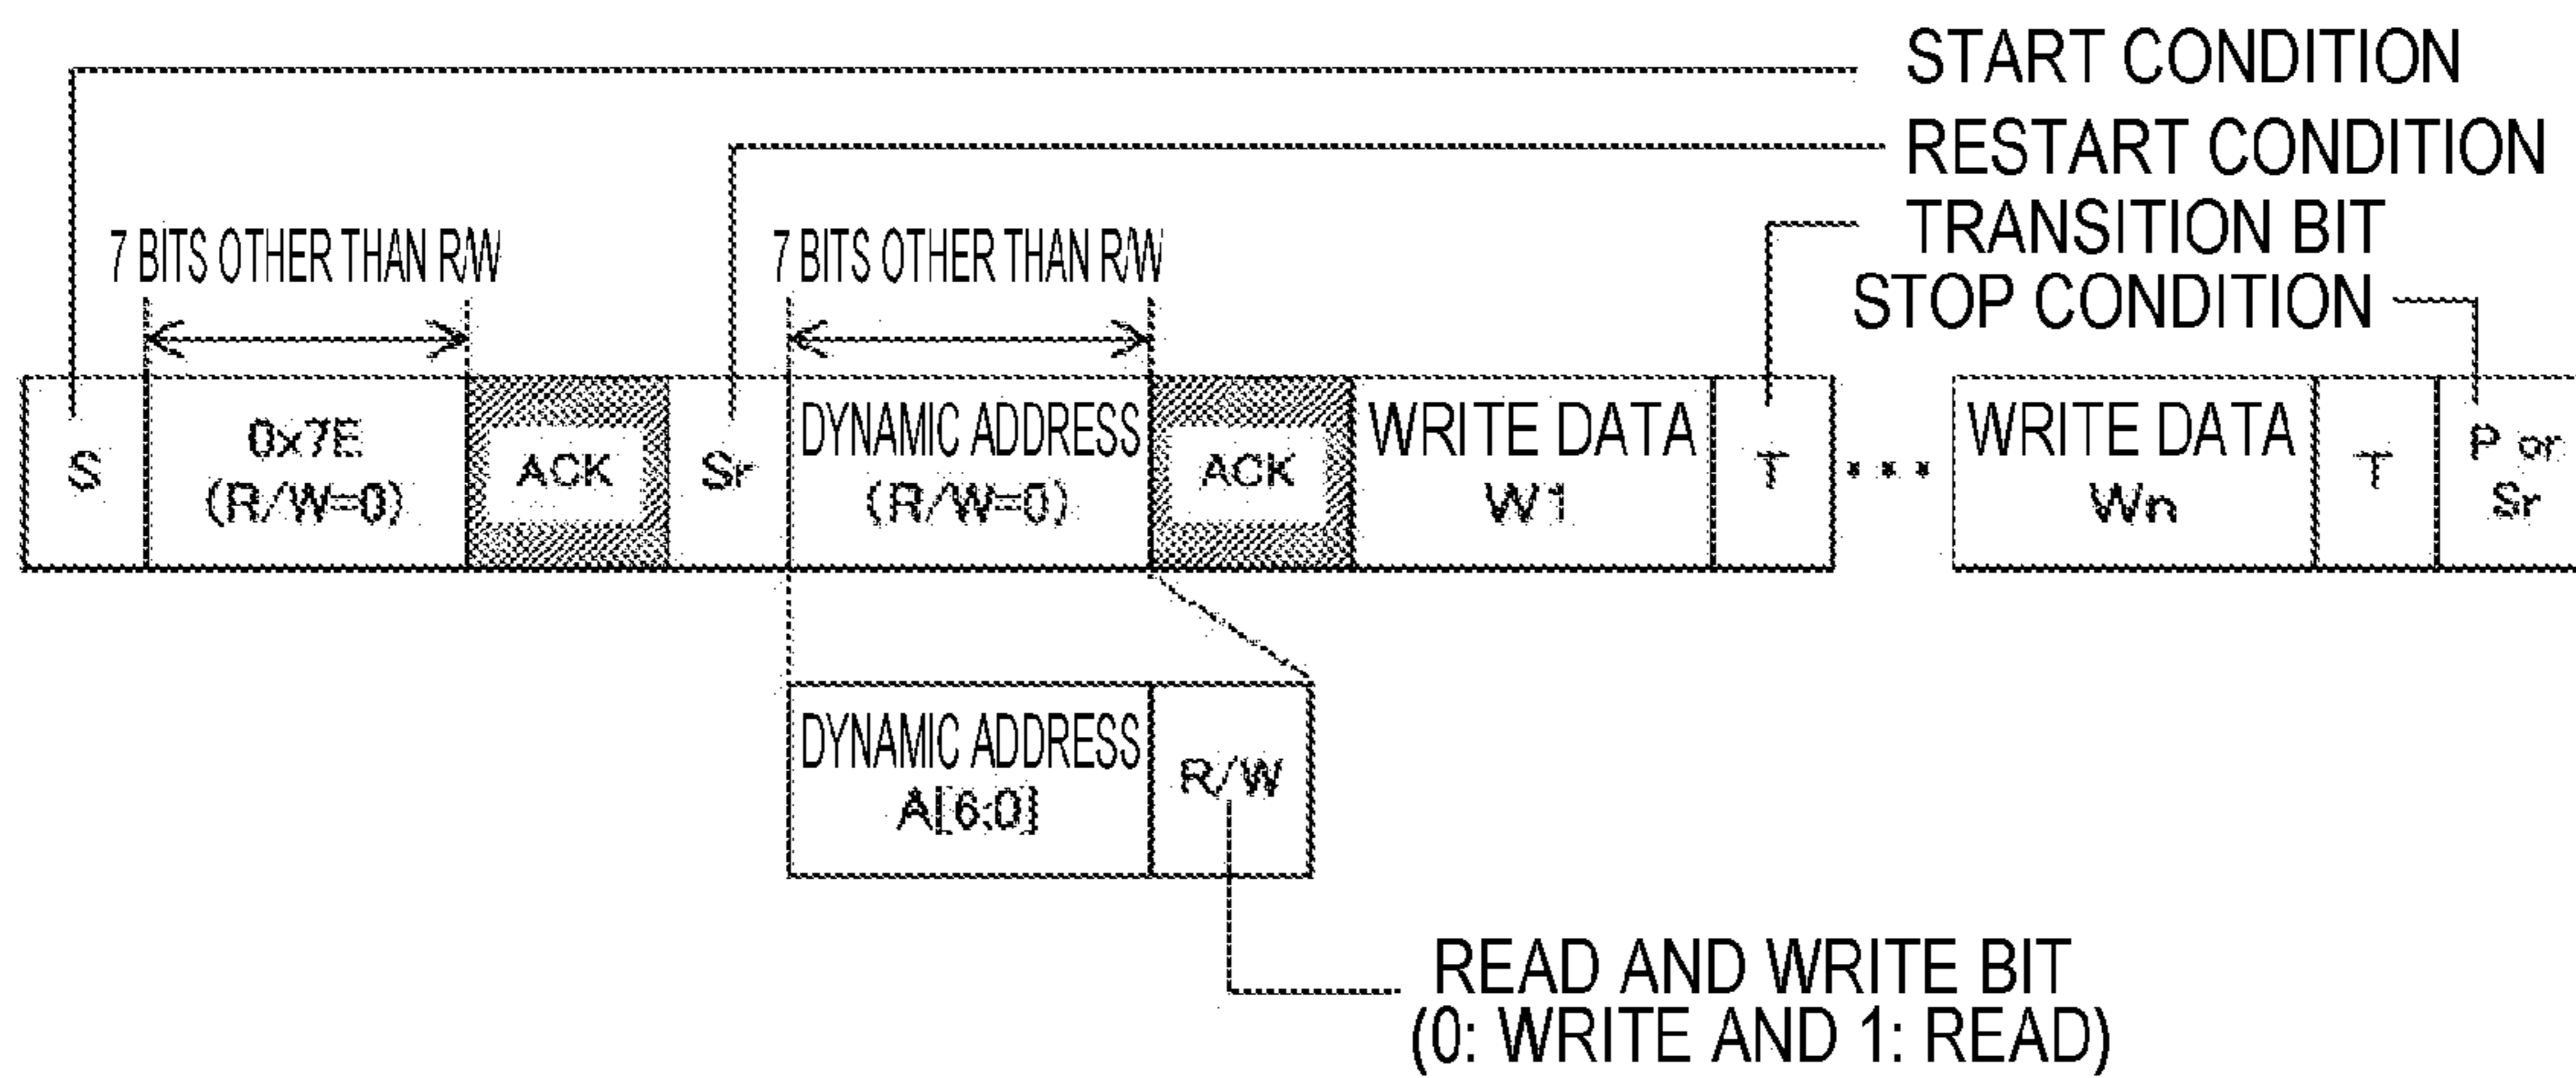 START CONDITION
RESTART CONDITION
TRANSITION BIT
STOP CONDITION
7 BITS OTHER THAN R/W
7 BITS OTHER THAN R/W
S
0x7E
(R/W=0)
ACK
Sr
DYNAMIC ADDRESS
(R/W=0)
ACK
WRITE DATA
W1
T
...
WRITE DATA
Wn
T
P or
Sr
DYNAMIC ADDRESS
A[6:0]
R/W
READ AND WRITE BIT
(0: WRITE AND 1: READ)